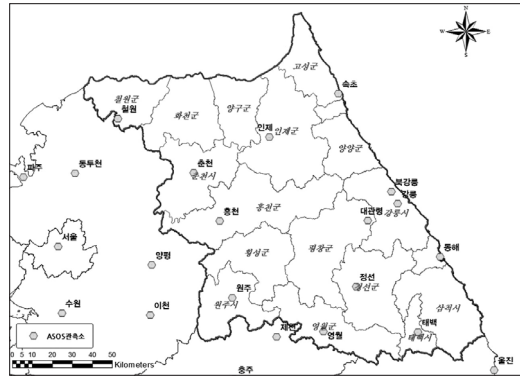 N
W E
S
고성군
속초
철원군
철원
화천군
양구군
인제
인제군
양양군
파주
동두천
춘천
춘천시
북강릉
강릉
강릉시
대관령
홍천
홍천군
서울
양평
횡성군
평창군
동해
정선
정선군
원주
원주시
삼척시
수원
이천
제천
영월군
영월
태백
태백시
ASOS관측소
0 5 10 20 30 40 50
Kilometers
충주
울진